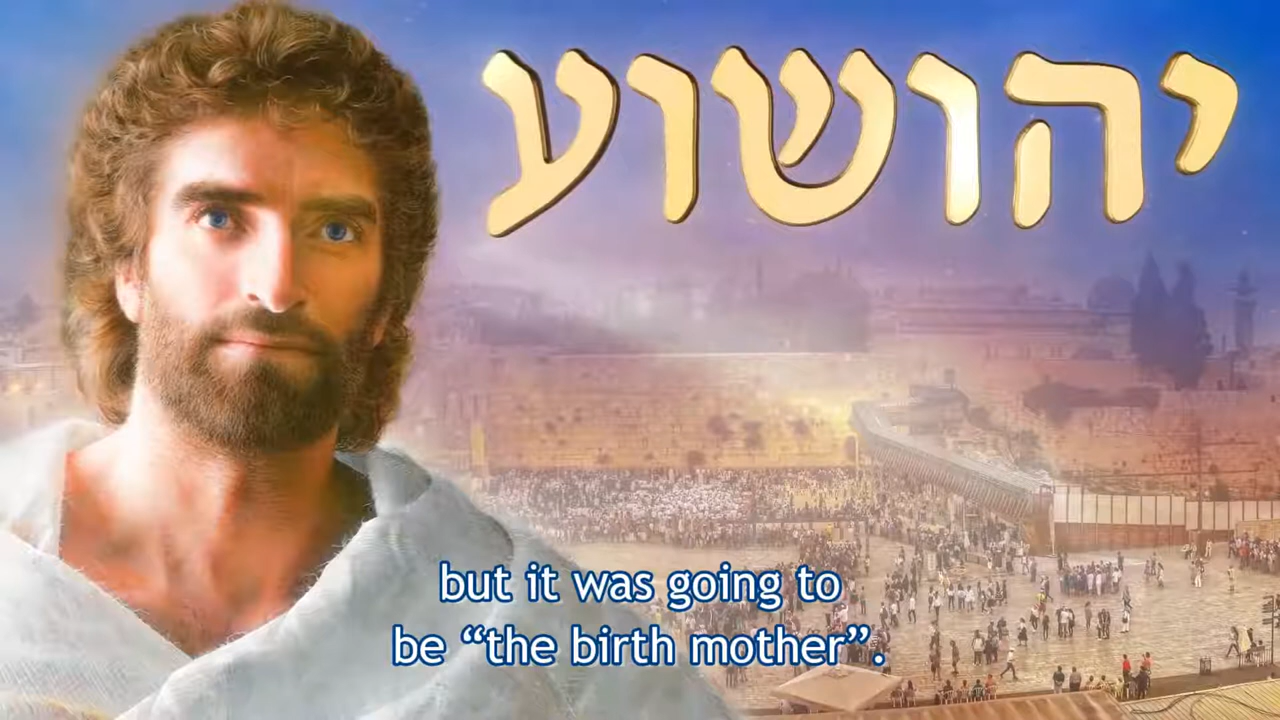 יהושוע
but it was going to
be “the birth mother”.